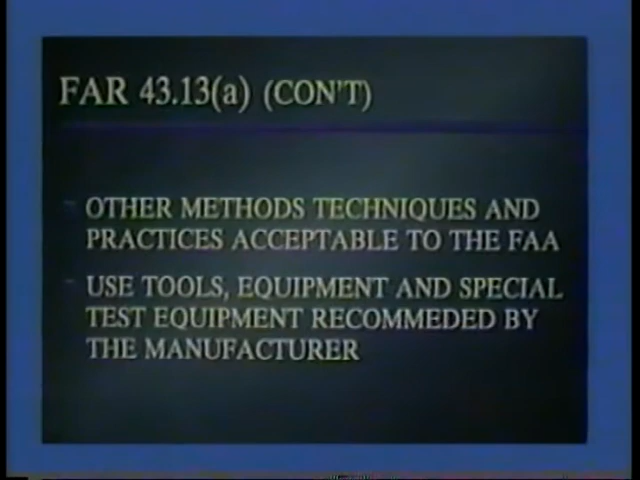 FAR 43.13(a) (CON'T)
- OTHER METHODS TECHNIQUES AND
PRACTICES ACCEPTABLE TO THE FAA
- USE TOOLS, EQUIPMENT AND SPECIAL
TEST EQUIPMENT RECOMMEDED BY
THE MANUFACTURER